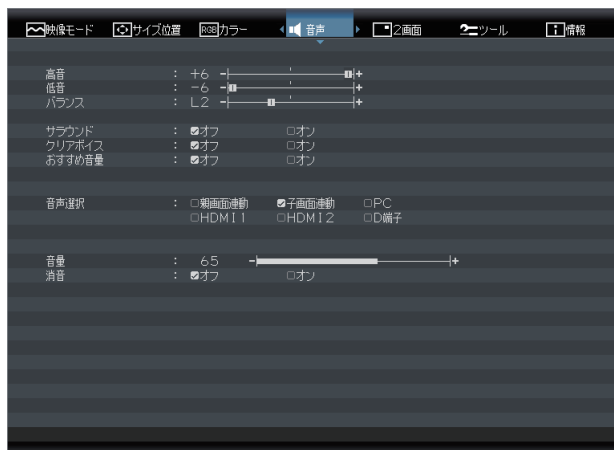 映像モード サイズ位置 RGB カラー 音声 2画面 ツール 情報
高音 : +6 - +
低音 : -6 - +
バランス : L2 - +
サラウンド : オフ オン
クリアボイス : オフ オン
おすすめ音量 : オフ オン
音声選択 : 親画面連動 子画面連動 PC
HDMI1 HDMI2 D端子
音量 : 65 - +
消音 : オフ オン